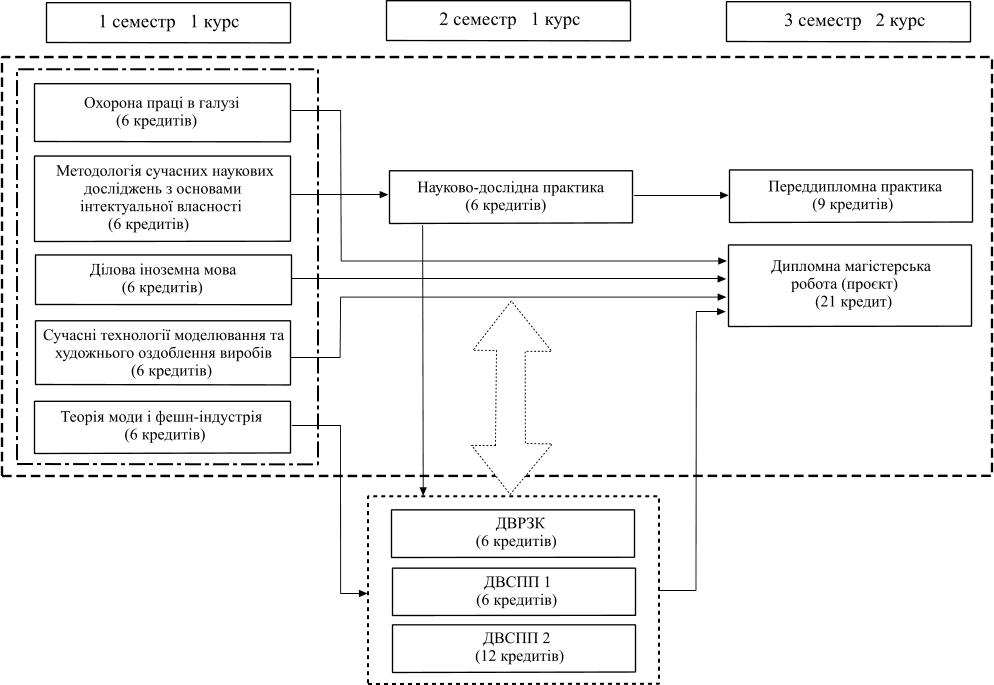 1 семестр 1 курс
2 семестр 1 курс
3 семестр 2 курс
Охорона праці в галузі
(6 кредитів)
Методологія сучасних наукових
досліджень з основами
інтектуальної власності
(6 кредитів)
Науково-дослідна практика
(6 кредитів)
Переддипломна практика
(9 кредитів)
Ділова іноземна мова
(6 кредитів)
Дипломна магістерська
робота (проєкт)
(21 кредит)
Сучасні технології моделювання та
художнього оздоблення виробів
(6 кредитів)
Теорія моди і фешн-індустрія
(6 кредитів)
ДВРЗК
(6 кредитів)
ДВСПП 1
(6 кредитів)
ДВСПП 2
(12 кредитів)